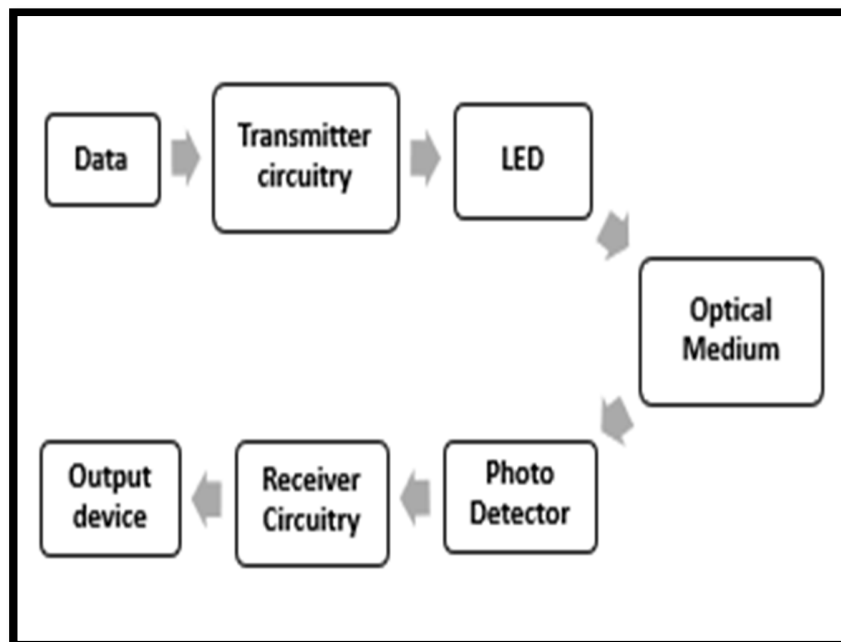 Data
Transmitter
circuitry
LED
Optical
Medium
Photo
Detector
Receiver
Circuitry
Output
device